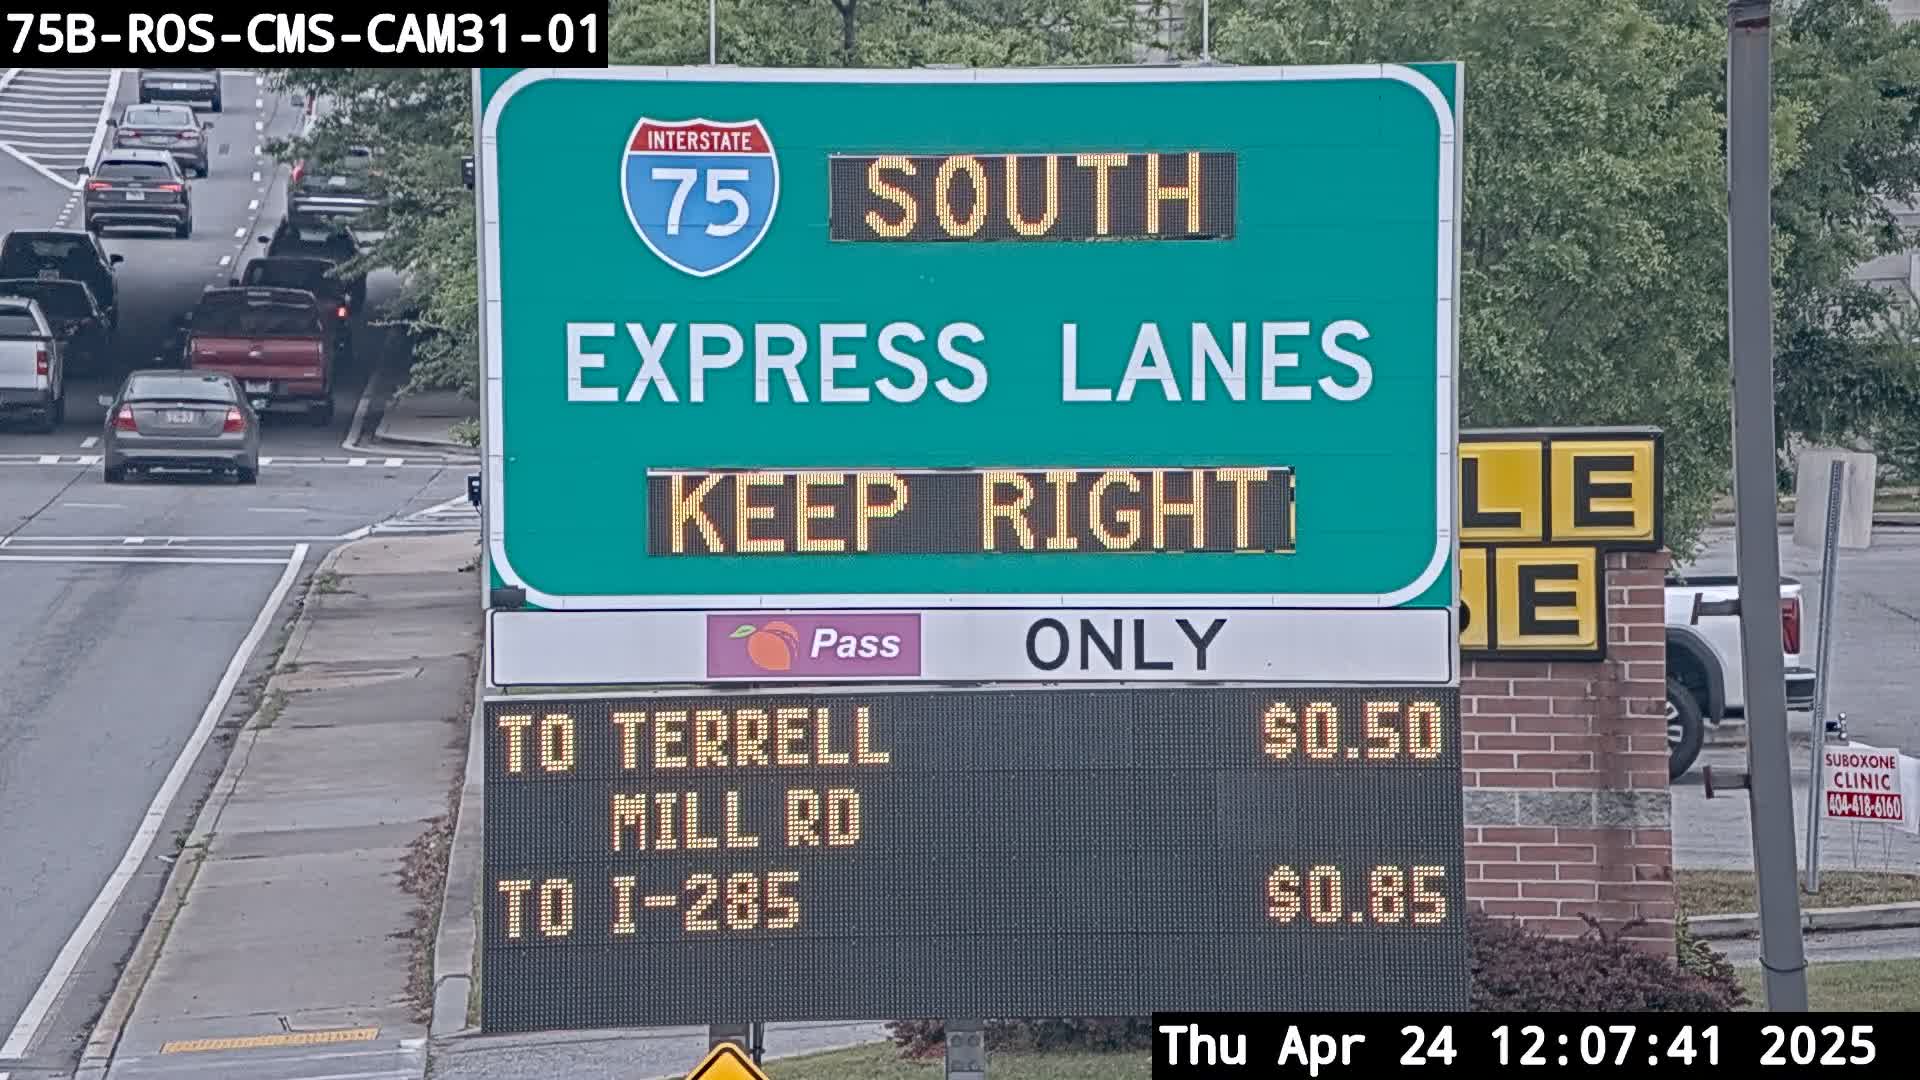 75B-ROS-CMS-CAM31-01
INTERSTATE
75
SOUTH
EXPRESS LANES
KEEP RIGHT
Pass ONLY
TO TERRELL $0.50
MILL RD
TO I-285 $0.85
LE
E
SUBOXONE
CLINIC
404-418-6160
Thu Apr 24 12:07:41 2025